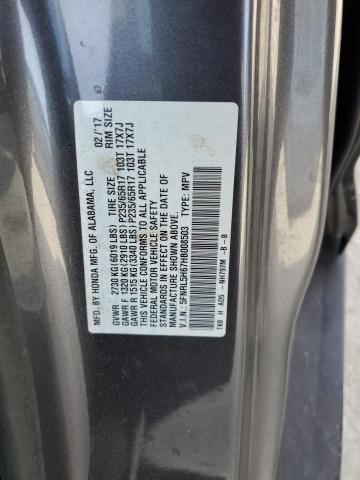 MFD. BY HONDA MFG. OF ALABAMA, LLC 02/'17
GVWR 2730 KG(6019 LBS) TIRE SIZE RIM SIZE
GAWR F 1320 KG(2910 LBS) P235/65R17 103T 17X7J
GAWR R 1515 KG(3340 LBS) P235/65R17 103T 17X7J
THIS VEHICLE CONFORMS TO ALL APPLICABLE
FEDERAL MOTOR VEHICLE SAFETY
STANDARDS IN EFFECT ON THE DATE OF
MANUFACTURE SHOWN ABOVE.
V.I.N.: 5FNRL5H67HB008503 TYPE: MPV
TK8 H AD5 -NH797M -B-B